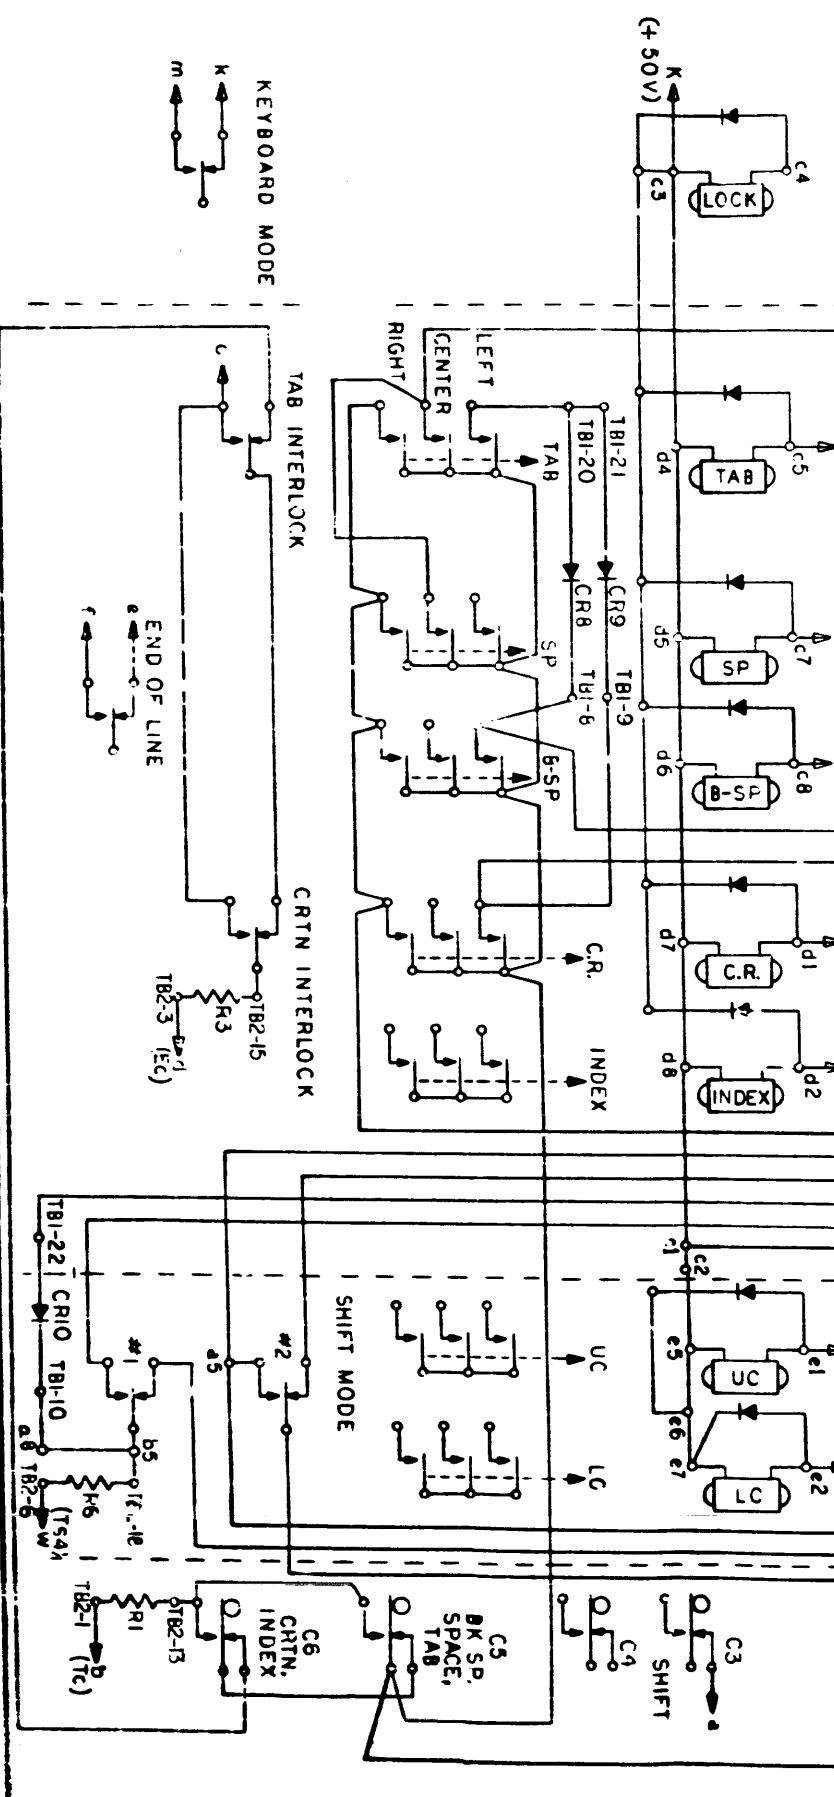 (+50V)
K
c4
c3
LOCK
m
k
KEYBOARD MODE
RIGHT
CENTER
LEFT
TAB
TB1-20
TB1-21
d4
TAB
c5
c
TAB INTERLOCK
CR8
CR9
SP
d5
SP
c7
f
e
END OF LINE
TB1-8
TB1-9
B-SP
d6
B-SP
c8
CRTN INTERLOCK
C.R.
d7
C.R.
d1
TB2-3
R3
TB2-15
(Ec)
INDEX
d8
INDEX
d2
TB1-22
c2
CR10
TB1-10
#1
#2
a5
SHIFT MODE
UC
e5
UC
e1
e6
a8
b5
LC
e7
LC
e2
TB2-6
R6
w
TB2-1
R1
TB2-13
b
(Tc)
C6
CRTN.
INDEX
C5
BK SP,
SPACE,
TAB
C4
C3
SHIFT
a